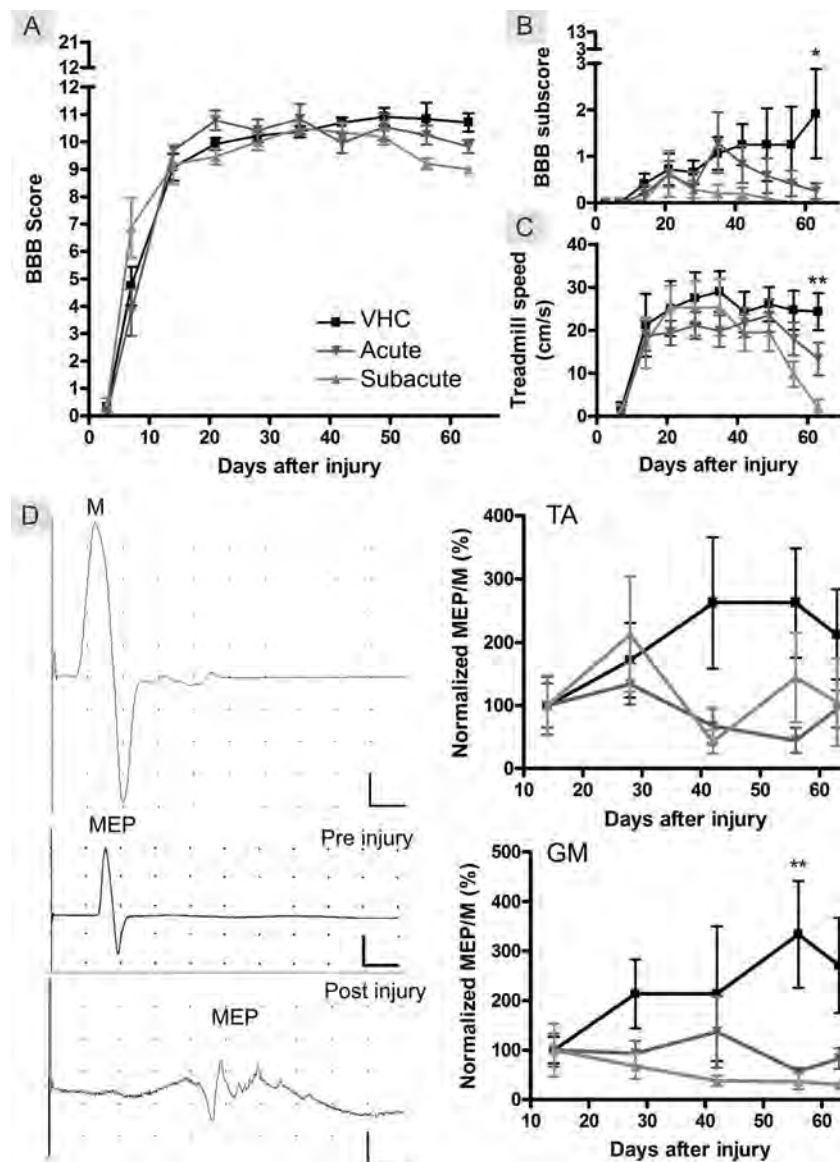 A
21
12
12
11
10
9
8
7
6
5
4
3
2
1
0
BBB Score
VHC
Acute
Subacute
0 10 20 30 40 50 60
Days after injury
B
13
3
3
2
1
0
BBB subscore
*
20 40 60
C
40
30
20
10
0
Treadmill speed
(cm/s)
**
0 10 20 30 40 50 60
Days after injury
D
M
MEP
Pre injury
Post injury
MEP
TA
400
300
200
100
0
Normalized MEP/M (%)
10 20 30 40 50 60
Days after injury
GM
500
400
300
200
100
0
Normalized MEP/M (%)
**
10 20 30 40 50 60
Days after injury